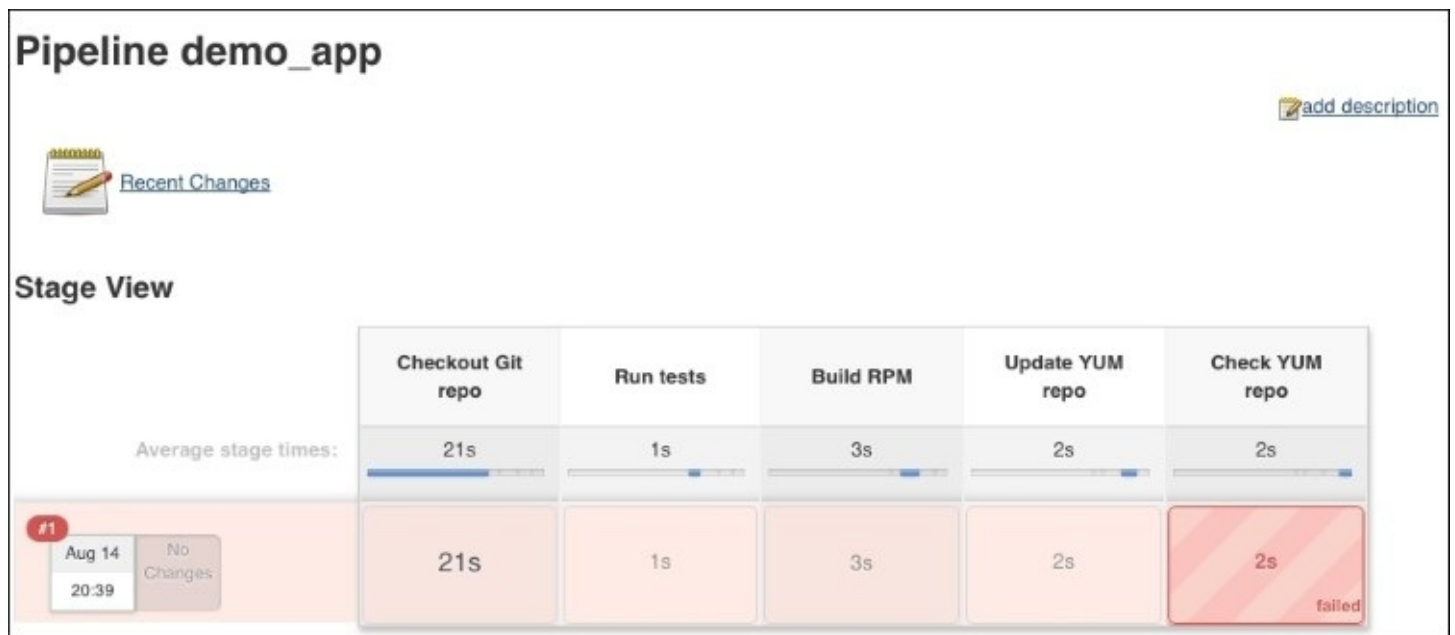 Pipeline demo_app
add description
Recent Changes
Stage View
Checkout Git
repo
Run tests
Build RPM
Update YUM
repo
Check YUM
repo
Average stage times:
21s
1s
3s
2s
2s
#1
Aug 14
20:39
No
Changes
21s
1s
3s
2s
2s
failed